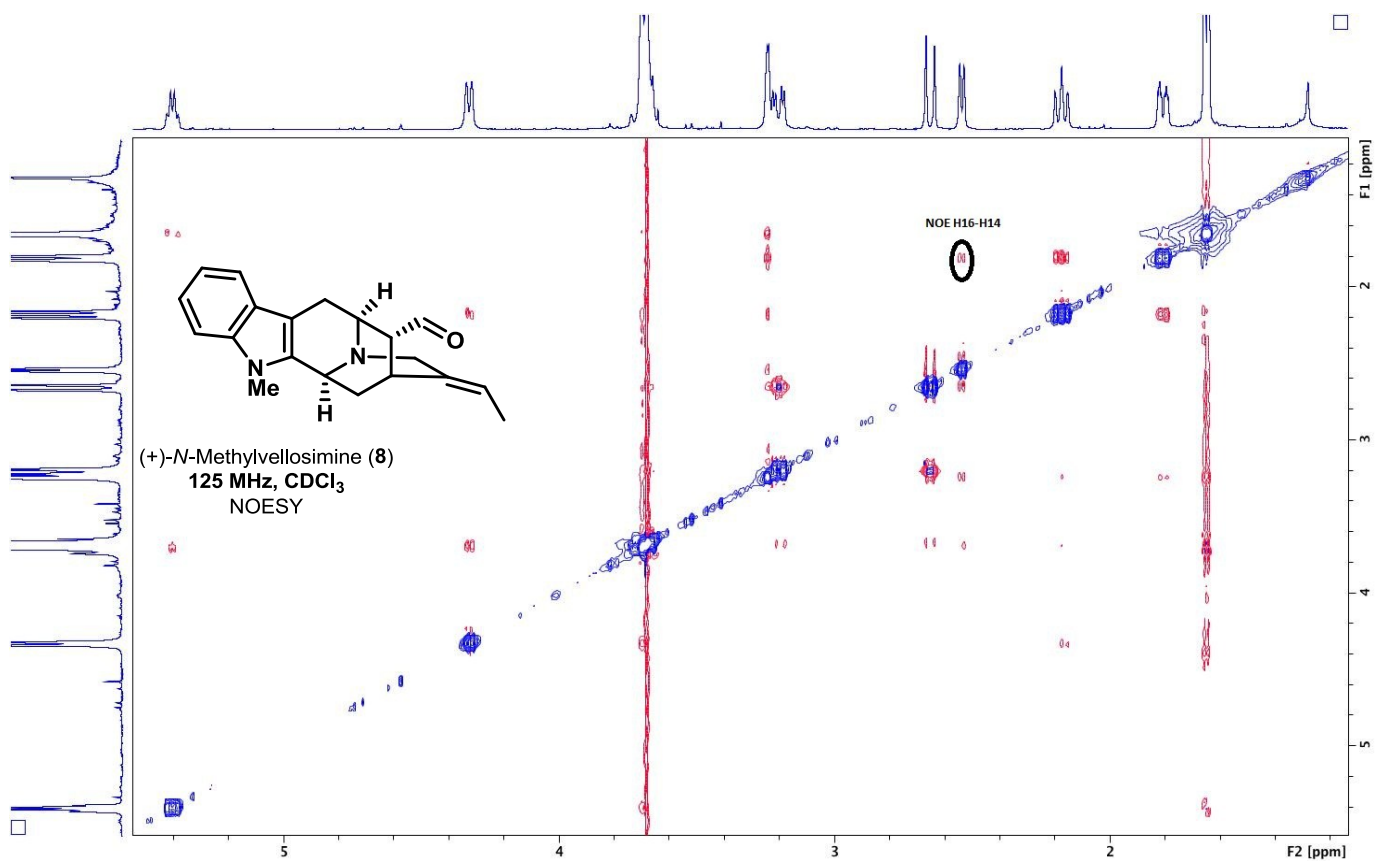 F1 [ppm]
NOE H16-H14
2
3
4
5
H
N
O
N
Me
H
(+)-N-Methylvellosimine (8)
125 MHz, CDCl₃
NOESY
5
4
3
2
F2 [ppm]